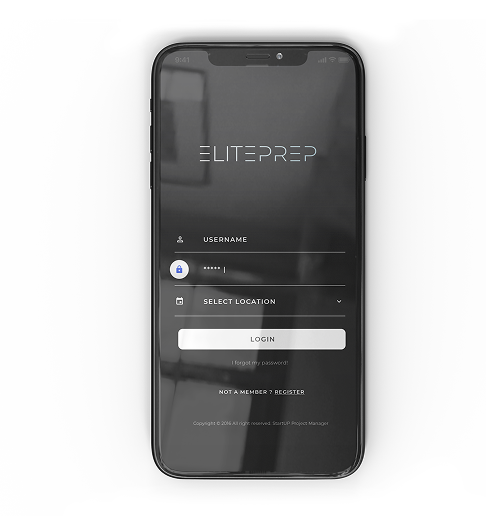 9:41
ELITEPREP
USERNAME
***** |
SELECT LOCATION
LOGIN
I forgot my password!
NOT A MEMBER ? REGISTER
Copyright © 2016 All right reserved. StartUP Project Manager